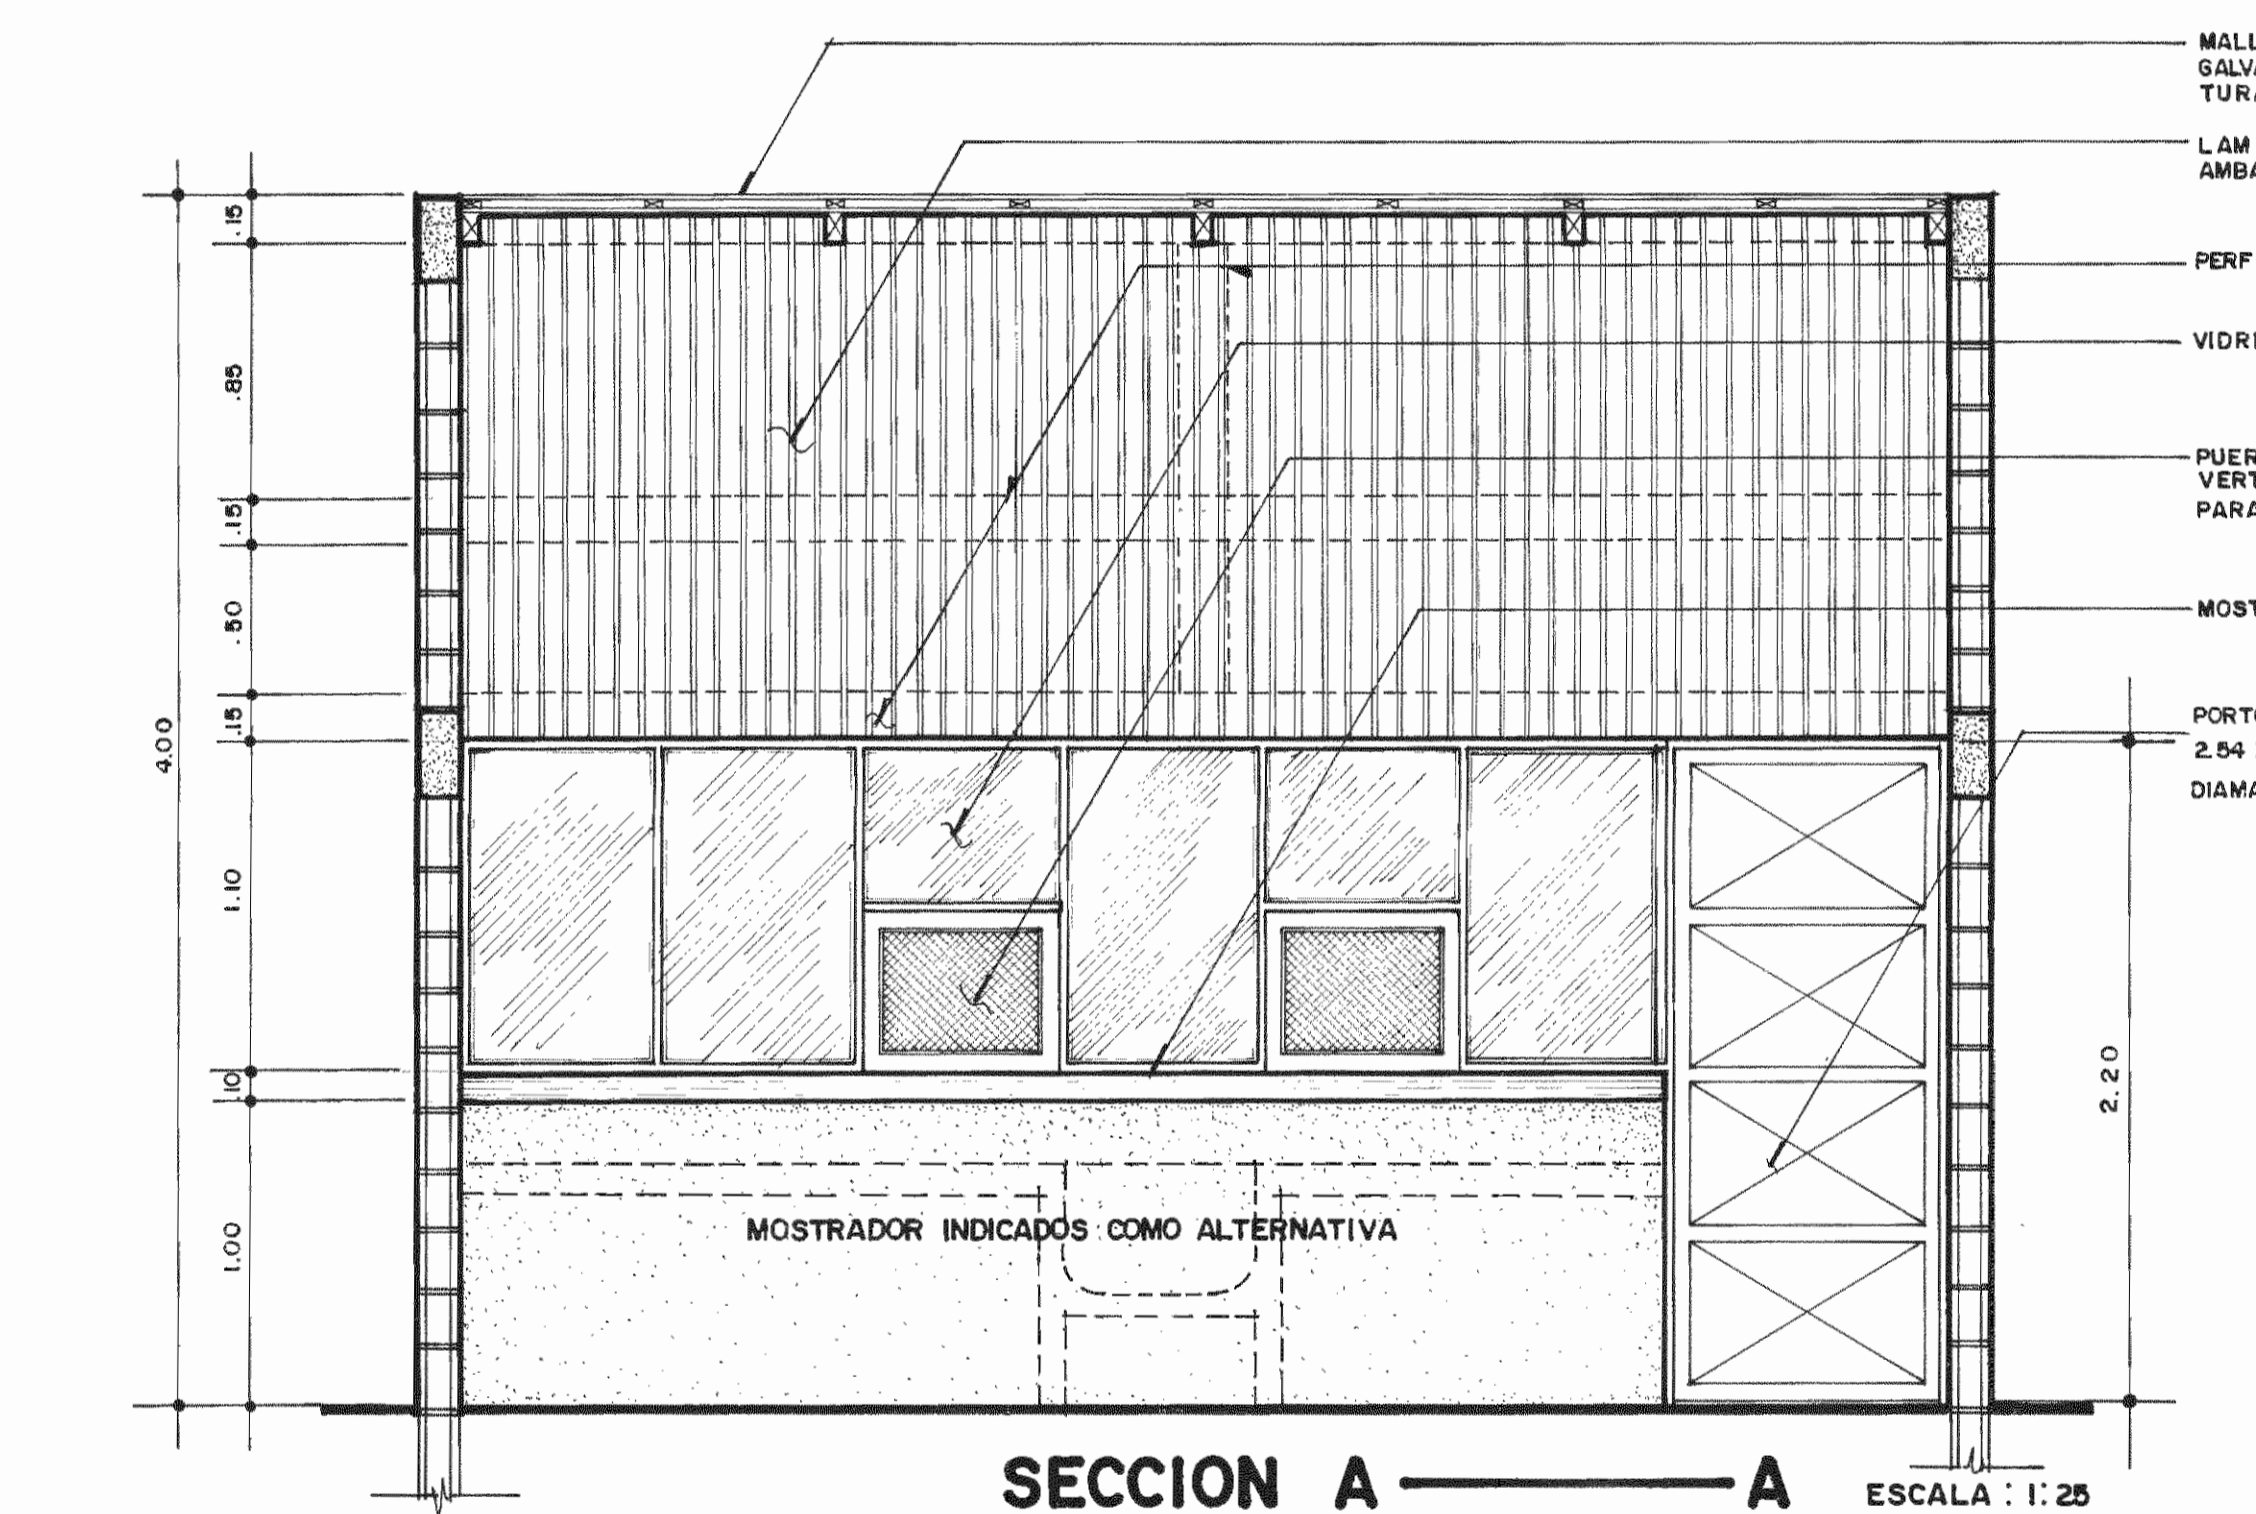 MALL
GALVA
TURA
LAM
AMBA
PERF
VIDRI
PUER
VERT
PARA
MOST
PORTO
2.54
DIAMA
.15
.85
.15
.50
.15
4.00
1.10
.10
1.00
2.20
MOSTRADOR INDICADOS COMO ALTERNATIVA
SECCION A A
ESCALA : 1:25